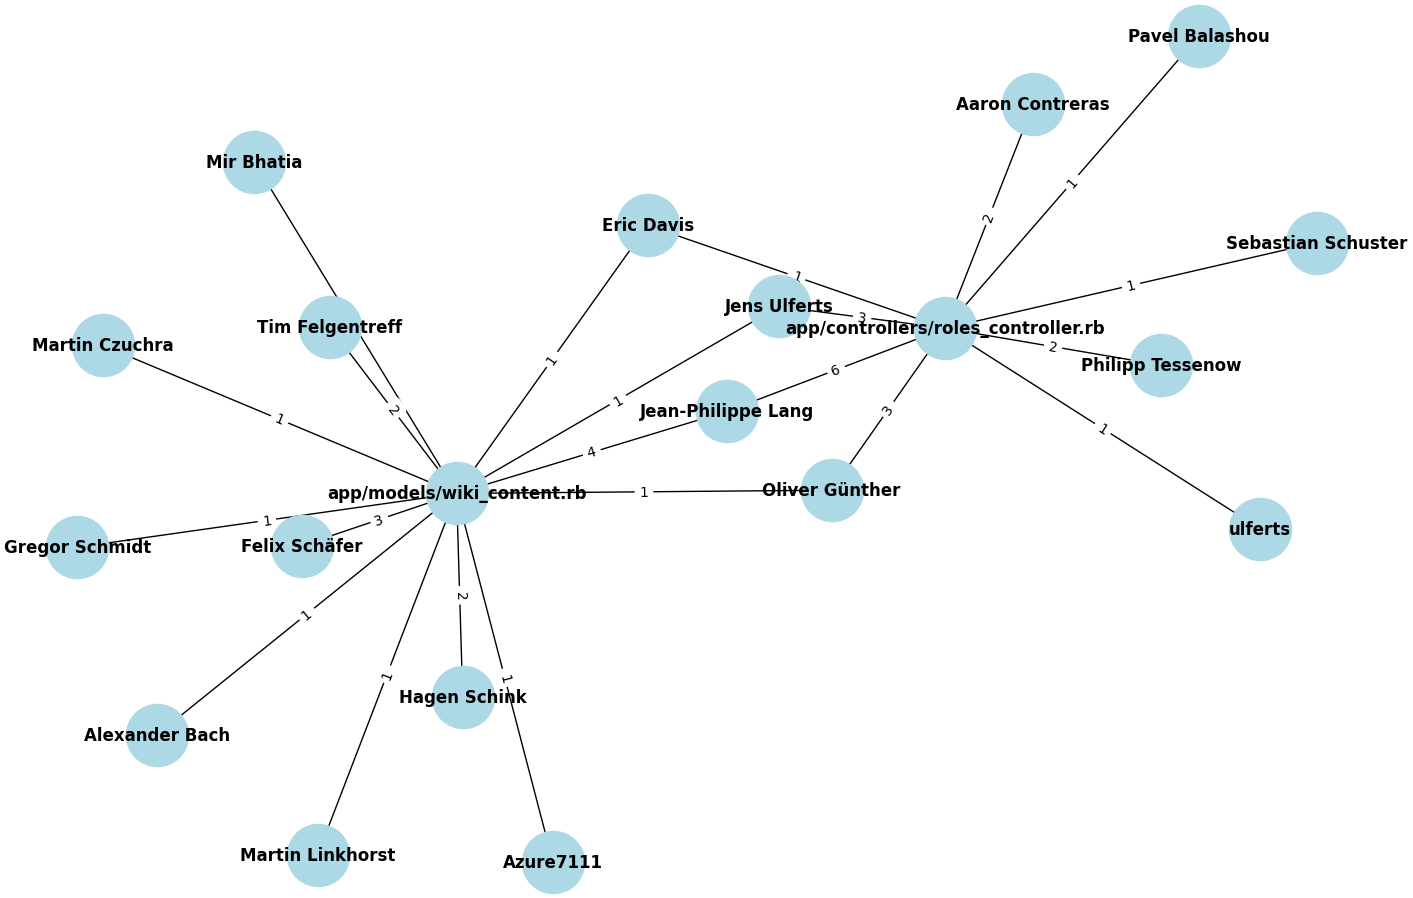 Pavel Balashou
Aaron Contreras
Mir Bhatia
1
2
Eric Davis
Sebastian Schuster
1
1
Jens Ulferts
3
Tim Felgentreff
app/controllers/roles_controller.rb
Martin Czuchra
2
1
Philipp Tessenow
6
1
2
Jean-Philippe Lang
3
1
1
4
app/models/wiki_content.rb
1
Oliver Günther
1
3
ulferts
Gregor Schmidt
Felix Schäfer
2
1
1
1
Hagen Schink
Alexander Bach
Martin Linkhorst
Azure7111